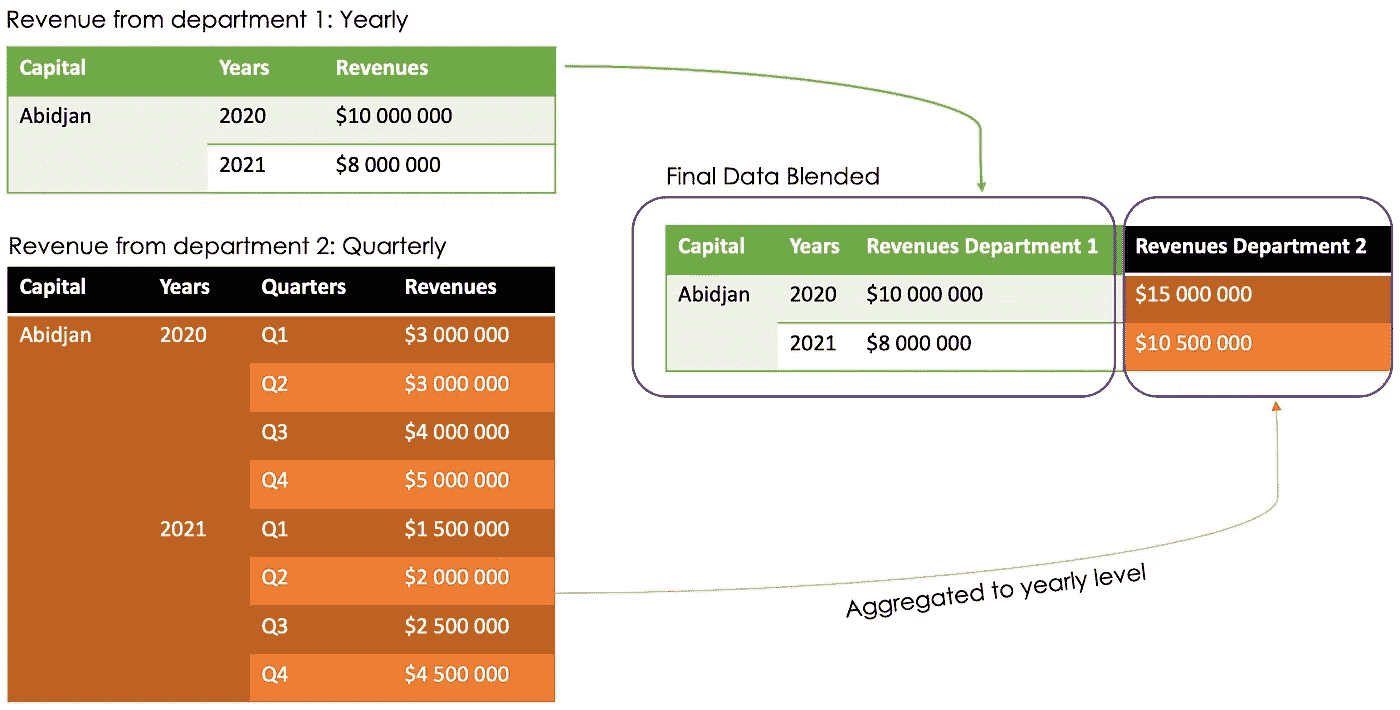 Revenue from department 1: Yearly
Capital Years Revenues
Abidjan 2020 $10 000 000
2021 $8 000 000
Final Data Blended
Capital Years Revenues Department 1 Revenues Department 2
Abidjan 2020 $10 000 000 $15 000 000
2021 $8 000 000 $10 500 000
Revenue from department 2: Quarterly
Capital Years Quarters Revenues
Abidjan 2020 Q1 $3 000 000
Q2 $3 000 000
Q3 $4 000 000
Q4 $5 000 000
2021 Q1 $1 500 000
Q2 $2 000 000
Q3 $2 500 000
Q4 $4 500 000
Aggregated to yearly level